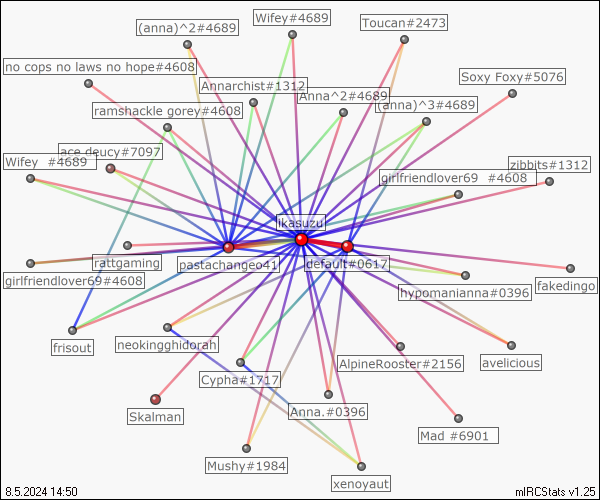 Wifey#4689
(anna)^2#4689
Toucan#2473
no cops no laws no hope#4608
Soxy Foxy#5076
Annarchist#1312
Anna^2#4689
ramshackle gorey#4608
(anna)^3#4689
ace deucy#7097
Wifey  #4689
zibbits#1312
girlfriendlover69  #4608
ikasuzu
rattgaming
pastachangeo41
default#0617
girlfriendlover69#4608
fakedingo
hypomanianna#0396
frisout
neokingghidorah
avelicious
AlpineRooster#2156
Cypha#1717
Skalman
Anna.#0396
Mad #6901
Mushy#1984
xenoyaut
8.5.2024 14:50
mIRCStats v1.25